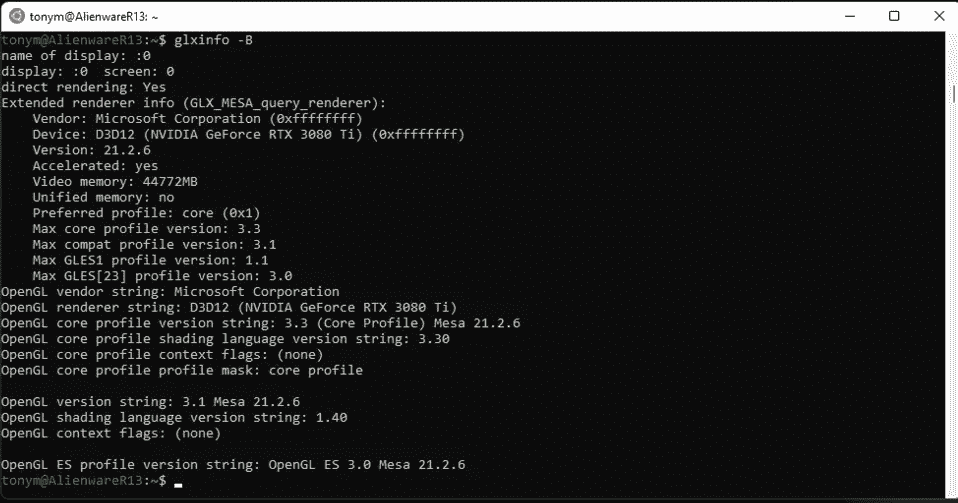 tonym@AlienwareR13: ~
tonym@AlienwareR13:~$ glxinfo -B
name of display: :0
display: :0  screen: 0
direct rendering: Yes
Extended renderer info (GLX_MESA_query_renderer):
    Vendor: Microsoft Corporation (0xffffffff)
    Device: D3D12 (NVIDIA GeForce RTX 3080 Ti) (0xffffffff)
    Version: 21.2.6
    Accelerated: yes
    Video memory: 44772MB
    Unified memory: no
    Preferred profile: core (0x1)
    Max core profile version: 3.3
    Max compat profile version: 3.1
    Max GLES1 profile version: 1.1
    Max GLES[23] profile version: 3.0
OpenGL vendor string: Microsoft Corporation
OpenGL renderer string: D3D12 (NVIDIA GeForce RTX 3080 Ti)
OpenGL core profile version string: 3.3 (Core Profile) Mesa 21.2.6
OpenGL core profile shading language version string: 3.30
OpenGL core profile context flags: (none)
OpenGL core profile profile mask: core profile

OpenGL version string: 3.1 Mesa 21.2.6
OpenGL shading language version string: 1.40
OpenGL context flags: (none)

OpenGL ES profile version string: OpenGL ES 3.0 Mesa 21.2.6
tonym@AlienwareR13:~$